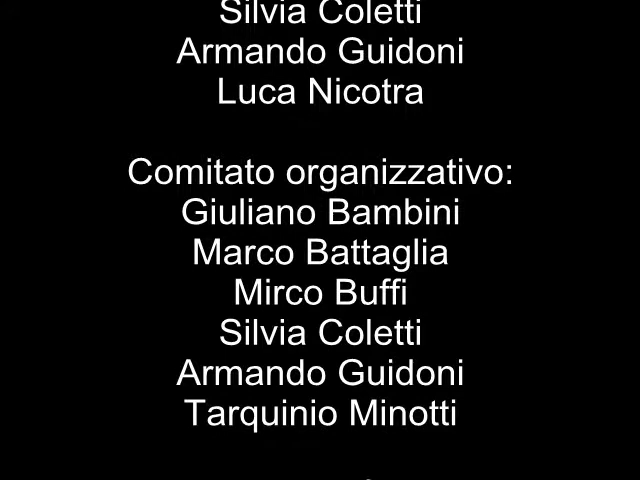 Silvia Coletti
Armando Guidoni
Luca Nicotra
Comitato organizzativo:
Giuliano Bambini
Marco Battaglia
Mirco Buffi
Silvia Coletti
Armando Guidoni
Tarquinio Minotti